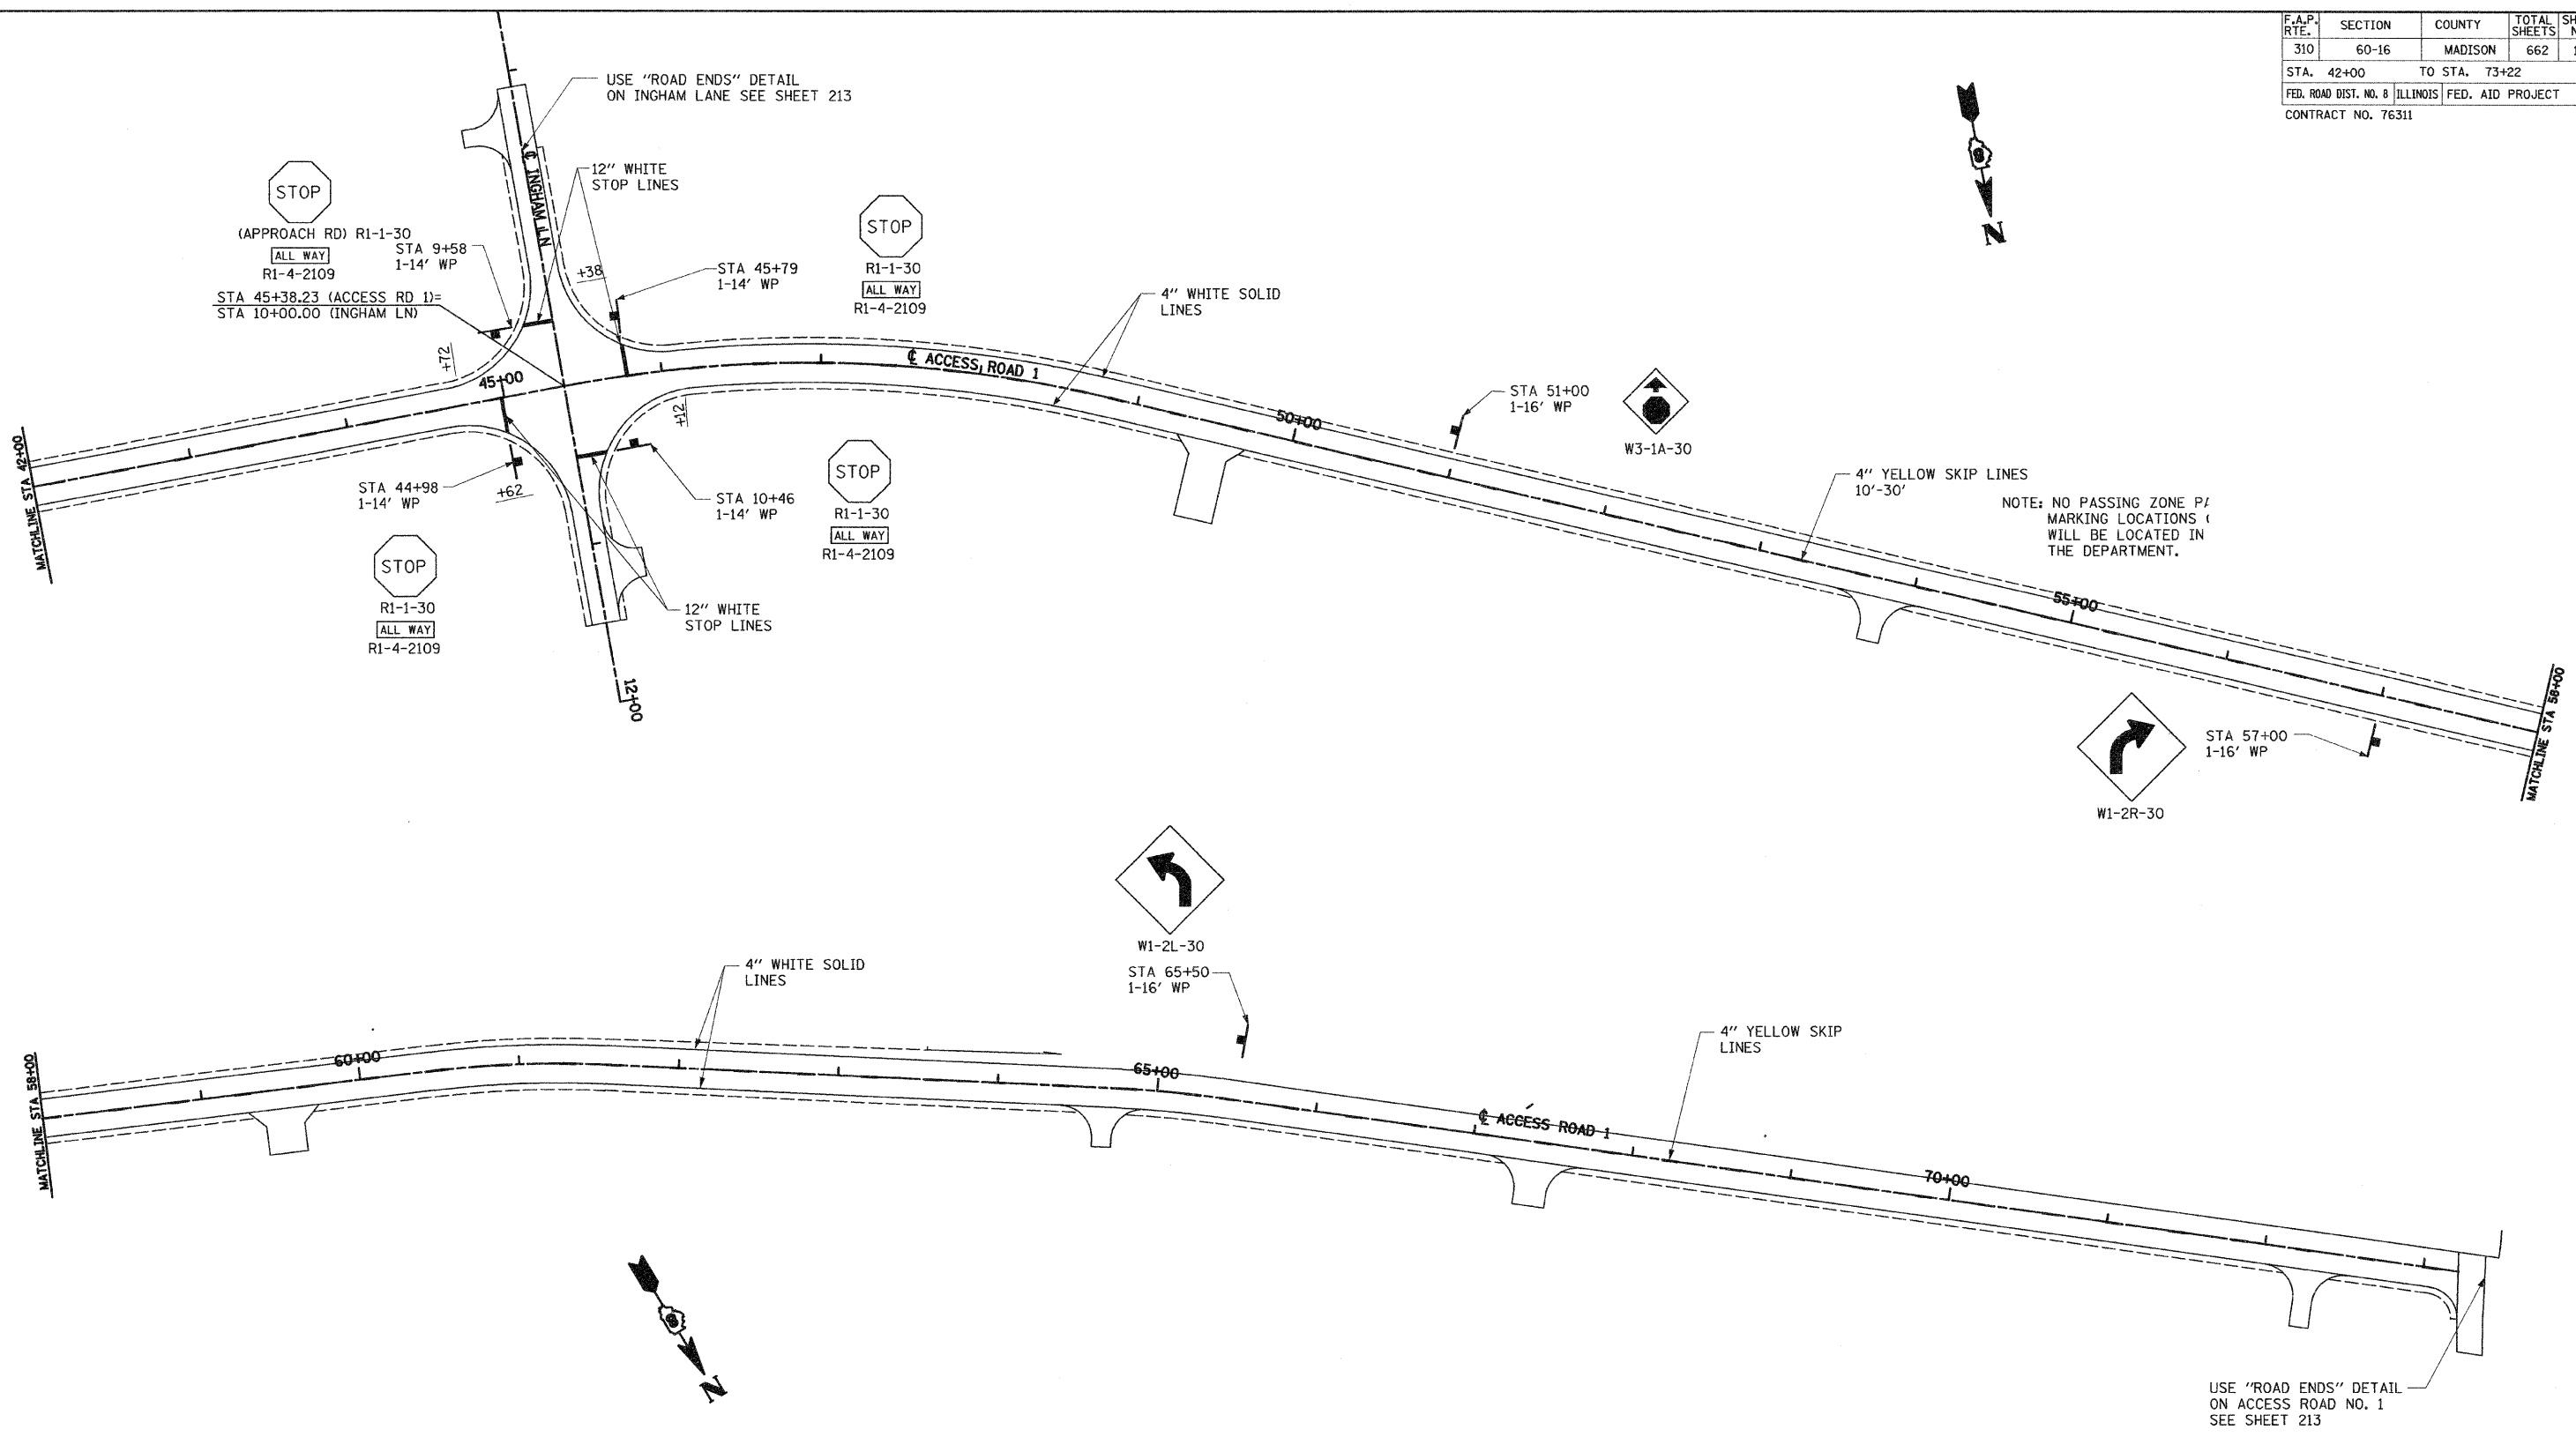 F.A.P. RTE. SECTION COUNTY TOTAL SHEETS
310 60-16 MADISON 662
STA. 42+00 TO STA. 73+22
FED. ROAD DIST. NO. 8 ILLINOIS FED. AID PROJECT
CONTRACT NO. 76311
USE "ROAD ENDS" DETAIL
ON INGHAM LANE SEE SHEET 213
℄ INGHAM LN
12" WHITE
STOP LINES
STOP
(APPROACH RD) R1-1-30
ALL WAY
R1-4-2109
STA 9+58
1-14' WP
STA 45+38.23 (ACCESS RD 1)=
STA 10+00.00 (INGHAM LN)
+38
STA 45+79
1-14' WP
STOP
R1-1-30
ALL WAY
R1-4-2109
4" WHITE SOLID
LINES
N
+72
45+00
℄ ACCESS ROAD 1
+12
50+00
STA 51+00
1-16' WP
W3-1A-30
4" YELLOW SKIP LINES
10'-30'
NOTE: NO PASSING ZONE
MARKING LOCATIONS
WILL BE LOCATED IN
THE DEPARTMENT.
MATCHLINE STA 42+00
STA 44+98
1-14' WP
+62
STA 10+46
1-14' WP
STOP
R1-1-30
ALL WAY
R1-4-2109
STOP
R1-1-30
ALL WAY
R1-4-2109
12" WHITE
STOP LINES
12+00
55+00
W1-2R-30
STA 57+00
1-16' WP
MATCHLINE STA 58+00
W1-2L-30
STA 65+50
1-16' WP
4" WHITE SOLID
LINES
MATCHLINE STA 58+00
60+00
65+00
4" YELLOW SKIP
LINES
℄ ACCESS ROAD 1
70+00
N
USE "ROAD ENDS" DETAIL
ON ACCESS ROAD NO. 1
SEE SHEET 213